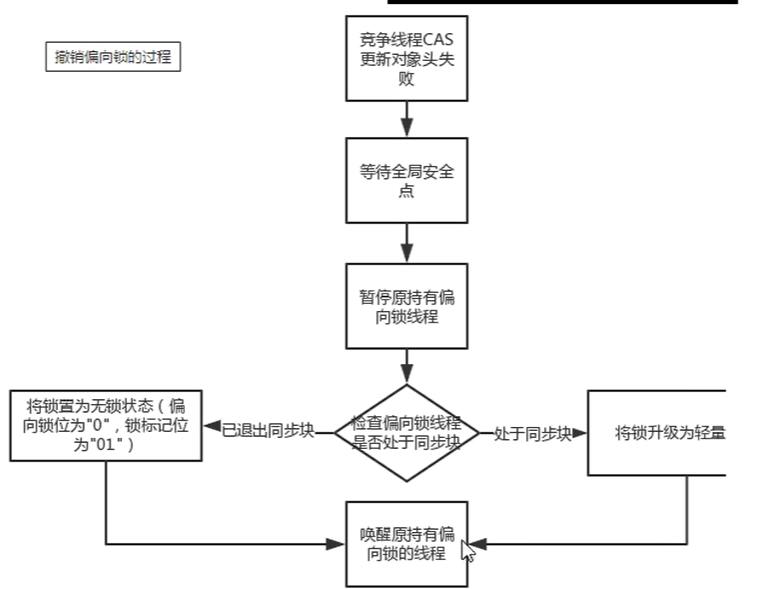 撤销偏向锁的过程
竞争线程CAS
更新对象头失
败
等待全局安全
点
暂停原持有偏
向锁线程
检查偏向锁线程
是否处于同步块
已退出同步块
处于同步块
将锁置为无锁状态（偏
向锁位为"0"，锁标记位
为"01"）
将锁升级为轻量
唤醒原持有偏
向锁的线程